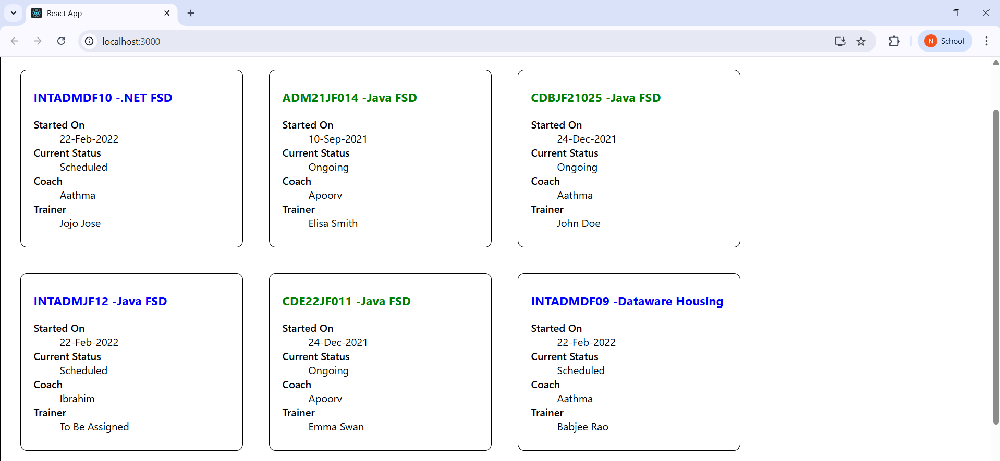 React App
localhost:3000
N School
INTADMDF10 -.NET FSD
Started On
22-Feb-2022
Current Status
Scheduled
Coach
Aathma
Trainer
Jojo Jose
ADM21JF014 -Java FSD
Started On
10-Sep-2021
Current Status
Ongoing
Coach
Apoorv
Trainer
Elisa Smith
CDBJF21025 -Java FSD
Started On
24-Dec-2021
Current Status
Ongoing
Coach
Aathma
Trainer
John Doe
INTADMJF12 -Java FSD
Started On
22-Feb-2022
Current Status
Scheduled
Coach
Ibrahim
Trainer
To Be Assigned
CDE22JF011 -Java FSD
Started On
24-Dec-2021
Current Status
Ongoing
Coach
Apoorv
Trainer
Emma Swan
INTADMDF09 -Dataware Housing
Started On
22-Feb-2022
Current Status
Scheduled
Coach
Aathma
Trainer
Babjee Rao